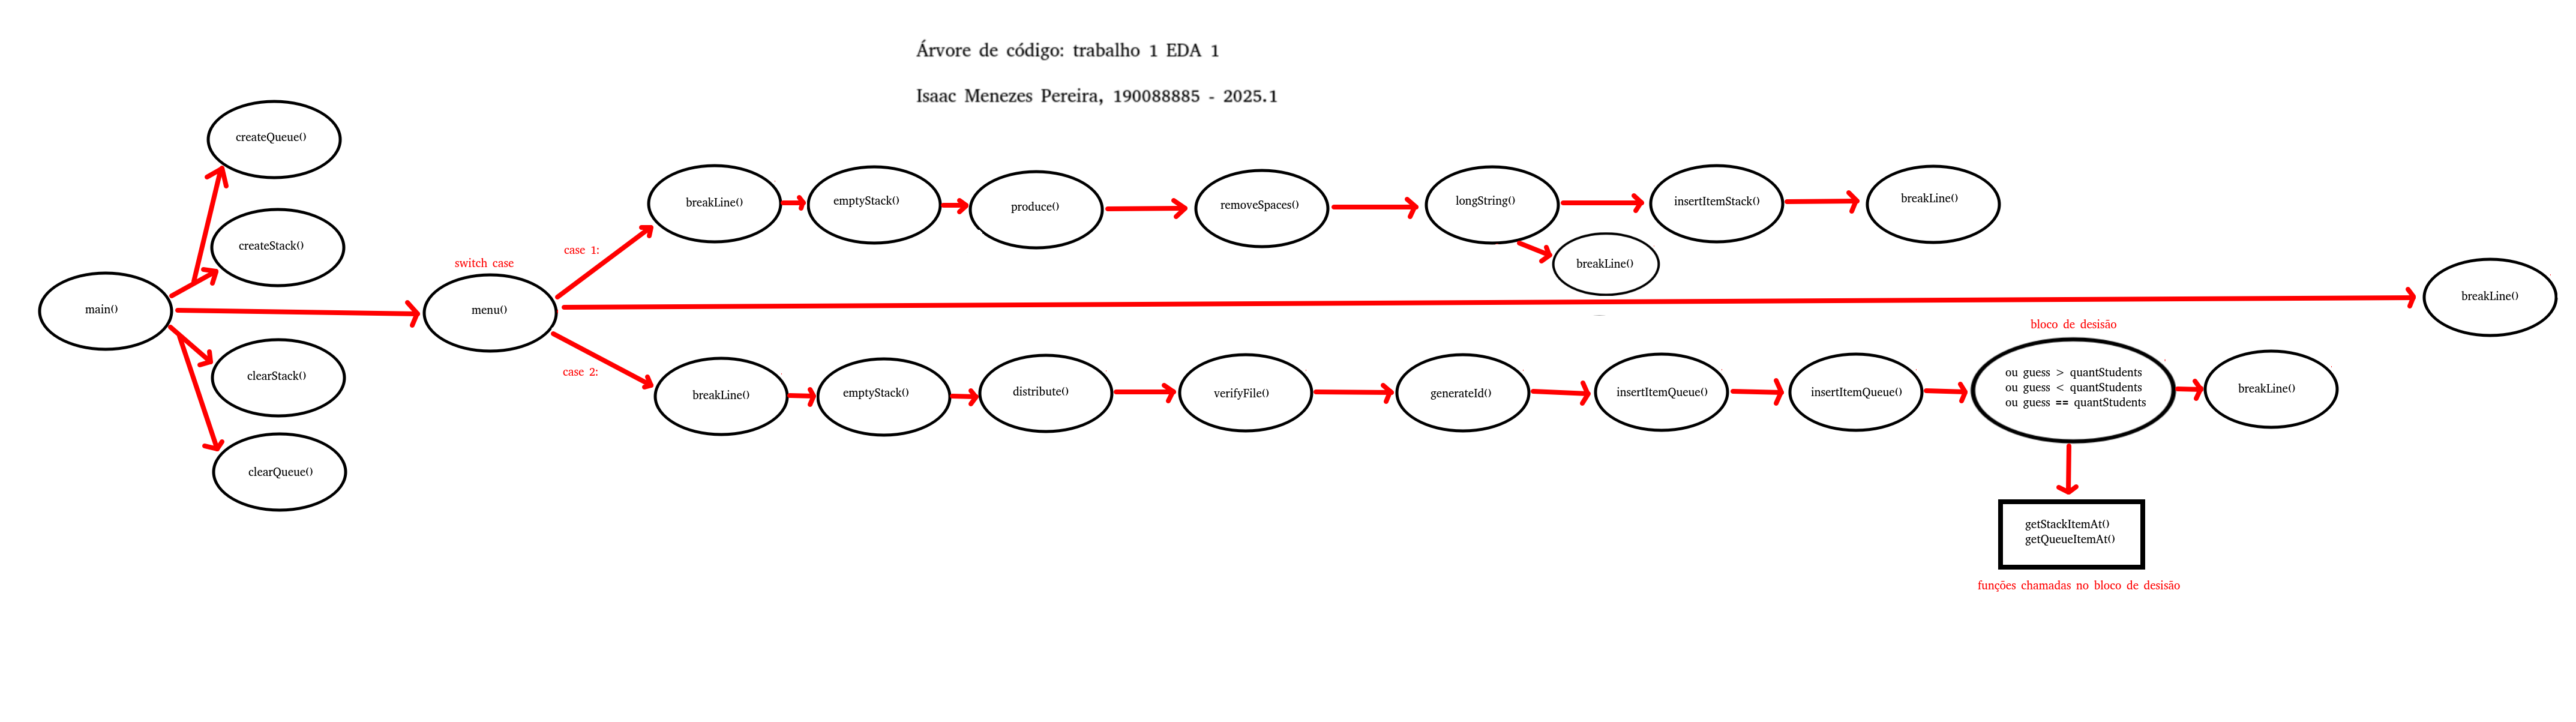 Árvore de código: trabalho 1 EDA 1
Isaac Menezes Pereira, 190088885 - 2025.1
createQueue()
createStack()
main()
clearStack()
clearQueue()
switch case
menu()
case 1:
breakLine()
emptyStack()
produce()
removeSpaces()
longString()
insertItemStack()
breakLine()
breakLine()
breakLine()
case 2:
breakLine()
emptyStack()
distribute()
verifyFile()
generateId()
insertItemQueue()
insertItemQueue()
bloco de desisão
ou guess > quantStudents
ou guess < quantStudents
ou guess == quantStudents
breakLine()
getStackItemAt()
getQueueItemAt()
funções chamadas no bloco de desisão